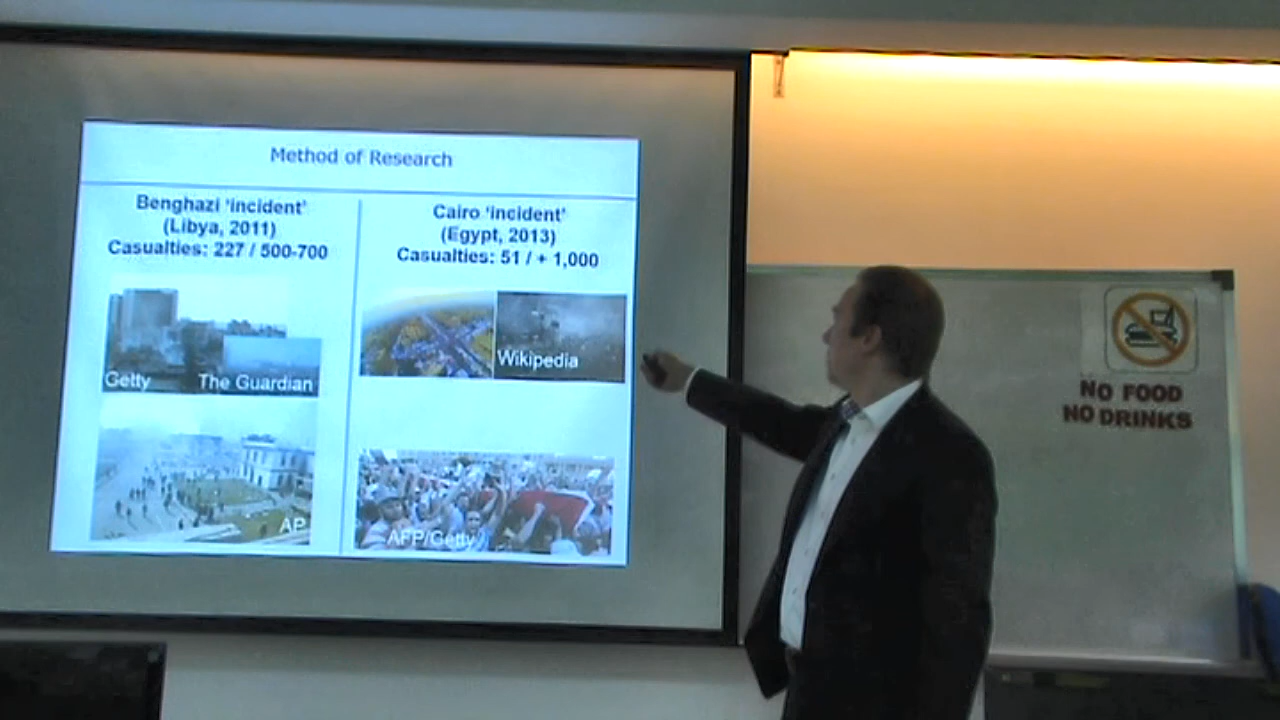 Method of Research
Benghazi 'incident'
(Libya, 2011)
Casualties: 227 / 500-700
Getty
The Guardian
AP
Cairo 'incident'
(Egypt, 2013)
Casualties: 51 / + 1,000
Wikipedia
AFP/Getty
NO FOOD
NO DRINKS